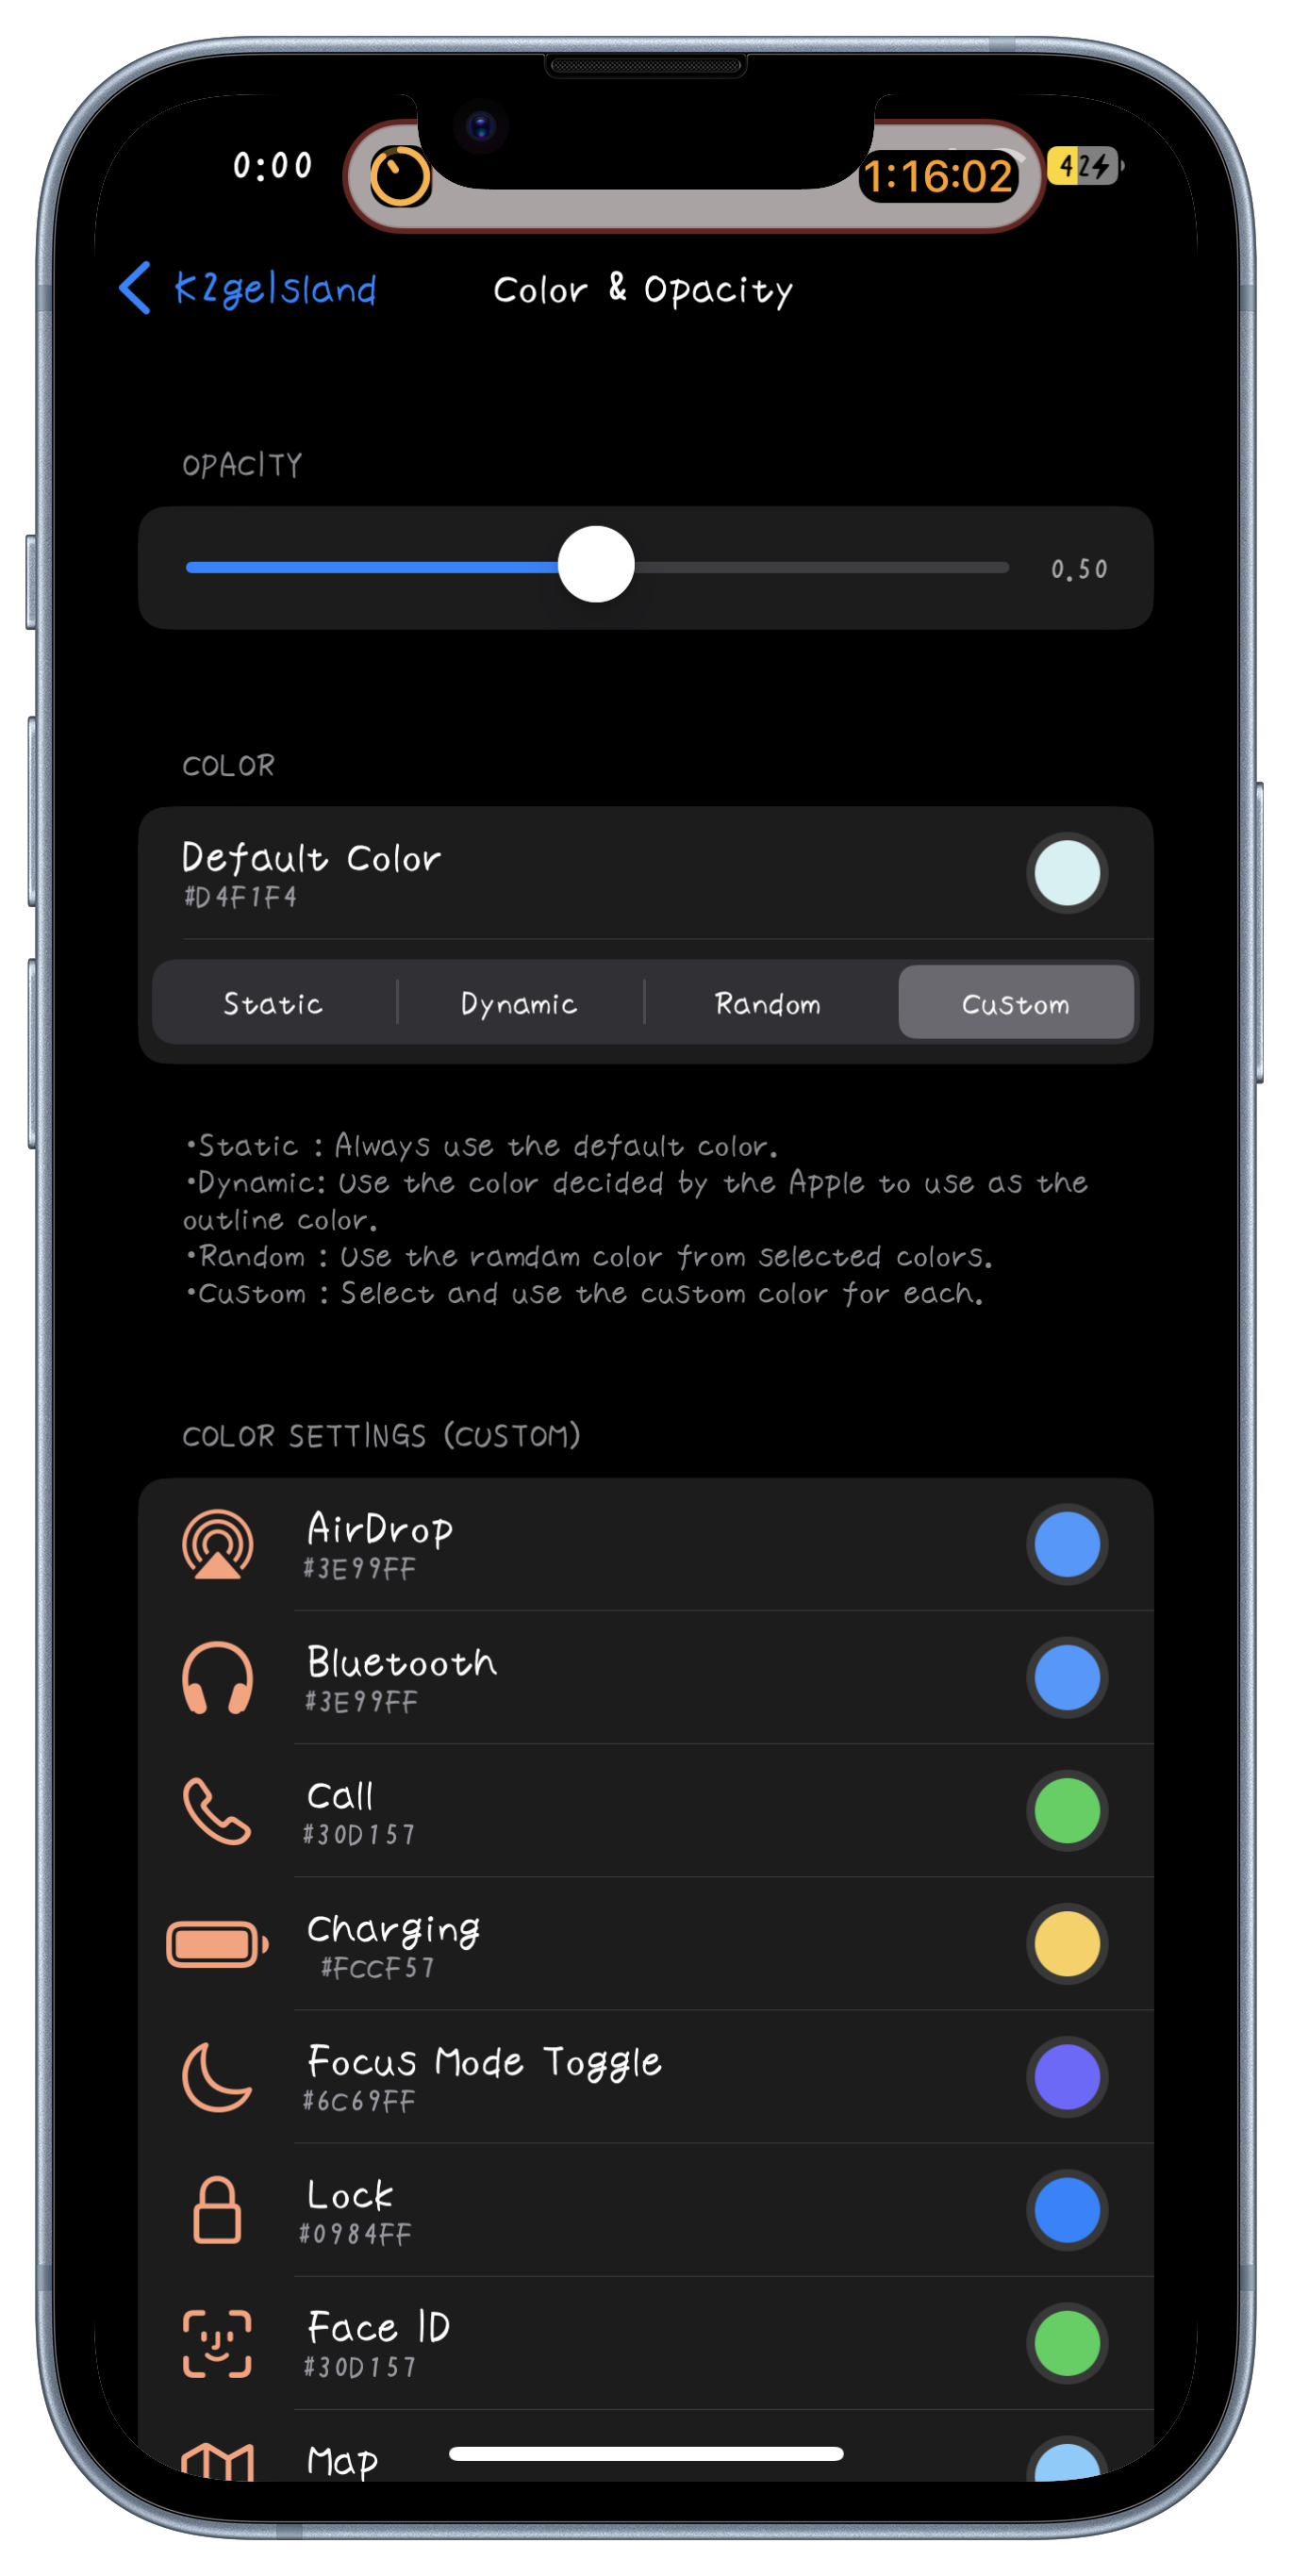 0:00
1:16:02
42
K2geIsland
Color & Opacity
OPACITY
0.50
COLOR
Default Color
#D4F1F4
Static Dynamic Random Custom
•Static : Always use the default color.
•Dynamic: Use the color decided by the Apple to use as the
outline color.
•Random : Use the ramdam color from selected colors.
•Custom : Select and use the custom color for each.
COLOR SETTINGS (CUSTOM)
AirDrop
#3E99FF
Bluetooth
#3E99FF
Call
#30D157
Charging
#FCCF57
Focus Mode Toggle
#6C69FF
Lock
#0984FF
Face ID
#30D157
Map